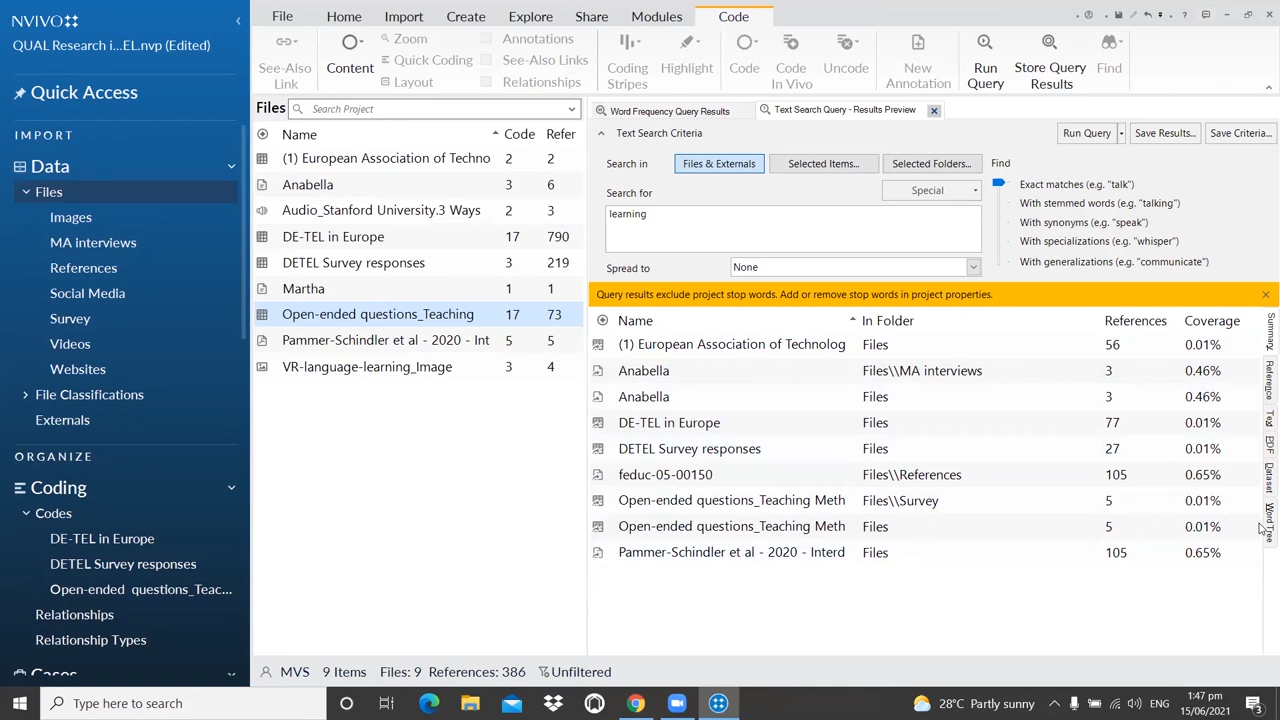 NVIVO
QUAL Research i...EL.nvp (Edited)
Quick Access
IMPORT
Data
Files
Images
MA interviews
References
Social Media
Survey
Videos
Websites
File Classifications
Externals
ORGANIZE
Coding
Codes
DE-TEL in Europe
DETEL Survey responses
Open-ended questions_Teac...
Relationships
Relationship Types
Cases
File Home Import Create Explore Share Modules Code
See-Also Link
Content
Zoom
Quick Coding
Layout
Annotations
See-Also Links
Relationships
Coding Stripes
Highlight
Code
Code In Vivo
Uncode
New Annotation
Run Query
Store Query Results
Find
Files Search Project
Name Code Refer
(1) European Association of Techno 2 2
Anabella 3 6
Audio_Stanford University.3 Ways 2 3
DE-TEL in Europe 17 790
DETEL Survey responses 3 219
Martha 1 1
Open-ended questions_Teaching 17 73
Pammer-Schindler et al - 2020 - Int 5 5
VR-language-learning_Image 3 4
Word Frequency Query Results Text Search Query - Results Preview
Text Search Criteria Run Query Save Results... Save Criteria...
Search in Files & Externals Selected Items... Selected Folders... Find
Search for Special
learning
Spread to None
Exact matches (e.g. "talk")
With stemmed words (e.g. "talking")
With synonyms (e.g. "speak")
With specializations (e.g. "whisper")
With generalizations (e.g. "communicate")
Query results exclude project stop words. Add or remove stop words in project properties.
Name In Folder References Coverage
(1) European Association of Technolog Files 56 0.01%
Anabella Files\\MA interviews 3 0.46%
Anabella Files 3 0.46%
DE-TEL in Europe Files 77 0.01%
DETEL Survey responses Files 27 0.01%
feduc-05-00150 Files\\References 105 0.65%
Open-ended questions_Teaching Meth Files\\Survey 5 0.01%
Open-ended questions_Teaching Meth Files 5 0.01%
Pammer-Schindler et al - 2020 - Interd Files 105 0.65%
Summary
Reference
Text
PDF
Dataset
Word Tree
MVS 9 Items Files: 9 References: 386 Unfiltered
Type here to search
28°C Partly sunny
ENG
1:47 pm
15/06/2021
3